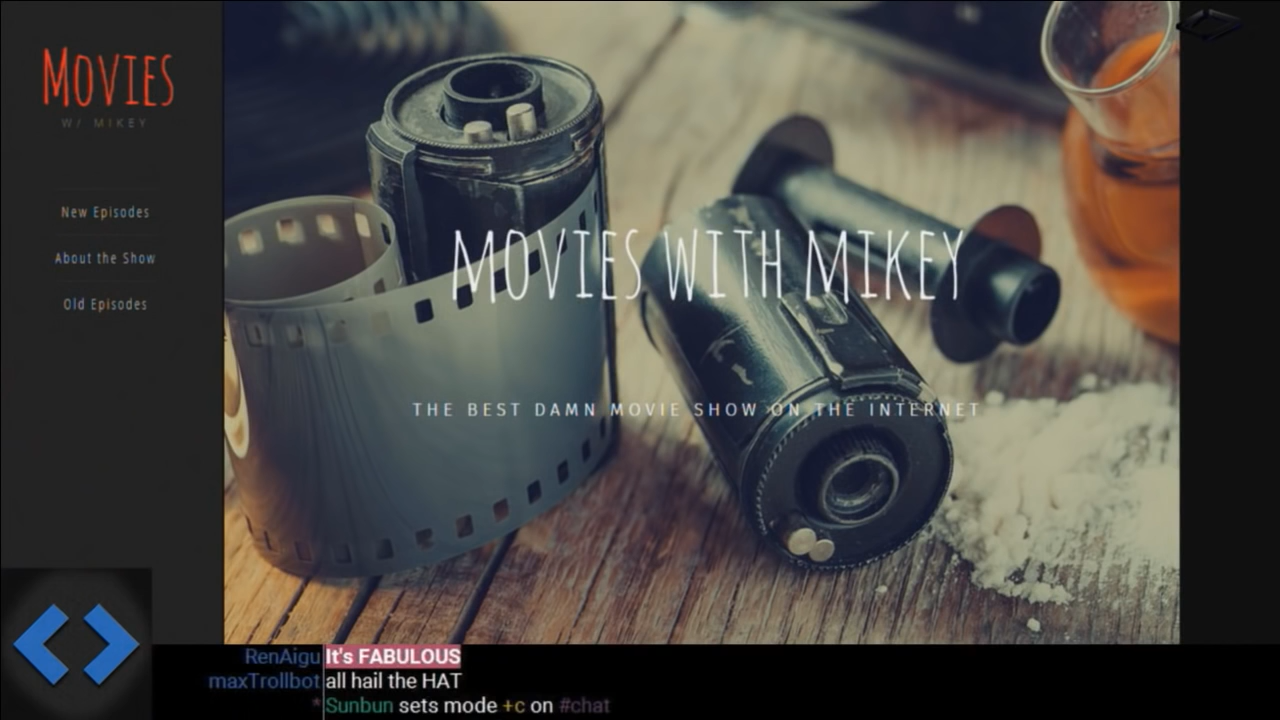 MOVIES
W/ MIKEY
New Episodes
About the Show
Old Episodes
MOVIES WITH MIKEY
THE BEST DAMN MOVIE SHOW ON THE INTERNET
RenAigu It's FABULOUS
maxTrollbot all hail the HAT
* Sunbun sets mode +c on #chat